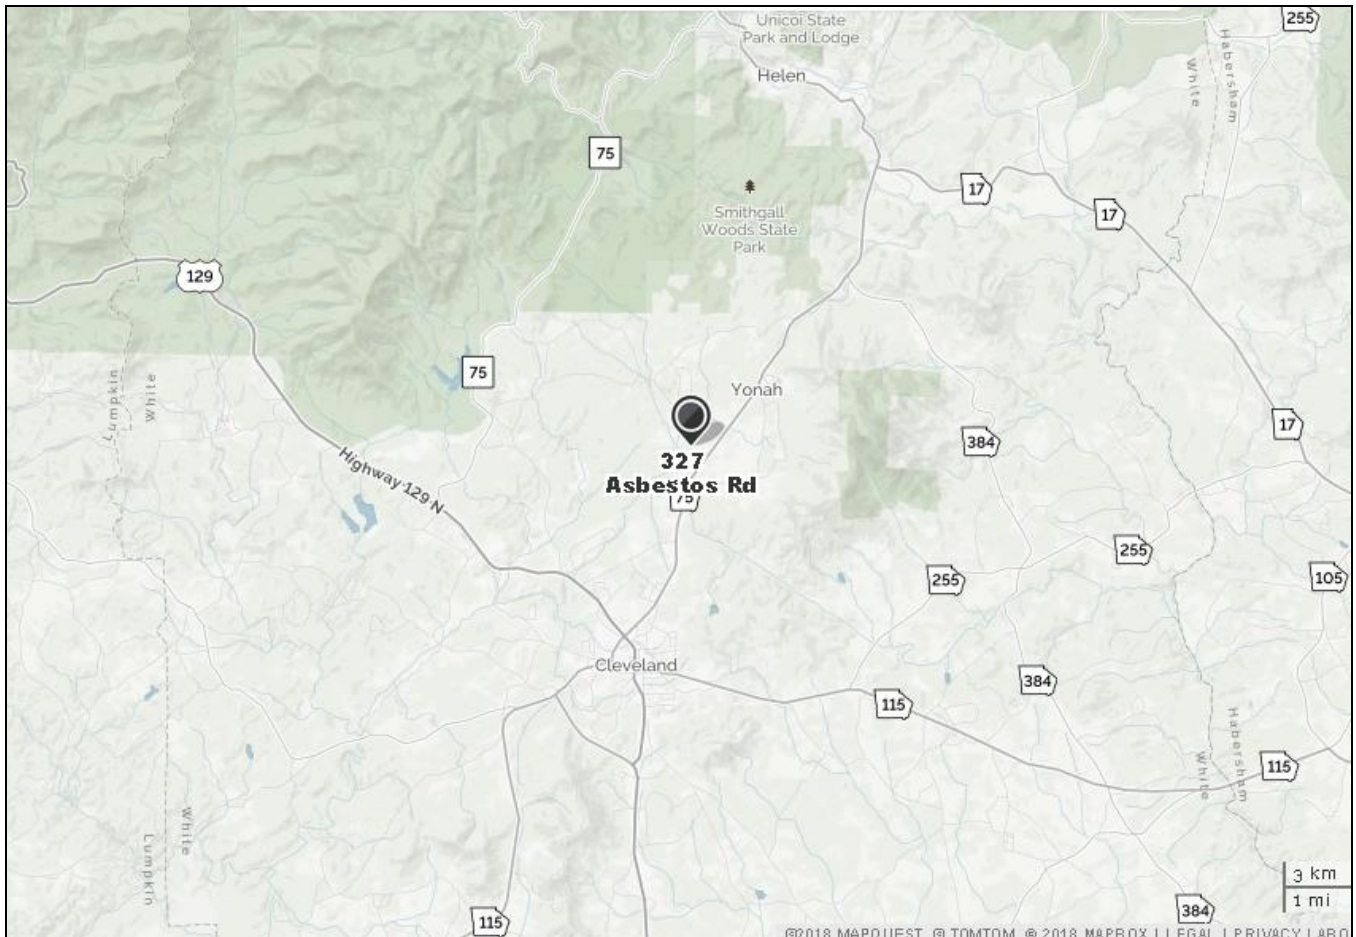 Unicoi State
Park and Lodge
255
Helen
Habersham
White
75
17
17
Smithgall
Woods State
Park
129
75
Lumpkin
White
Yonah
17
384
327
Asbestos Rd
75
Highway 129 N
255
255
105
Cleveland
384
115
Habersham
White
115
White
Lumpkin
3 km
1 mi
384
115
©2018 MAPQUEST © TOMTOM © 2018 MAPBOX | LEGAL | PRIVACY